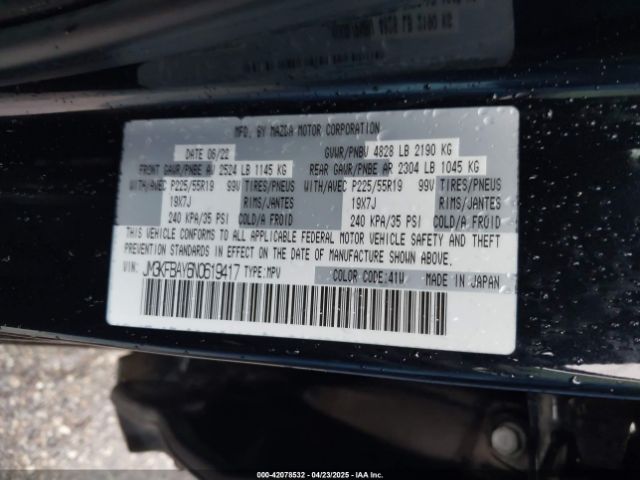 MFD. BY MAZDA MOTOR CORPORATION
DATE 06/22 GVWR/PNBV 4828 LB 2190 KG
FRONT GAWR/PNBE AV 2524 LB 1145 KG REAR GAWR/PNBE AR 2304 LB 1045 KG
WITH/AVEC P225/55R19 99V TIRES/PNEUS WITH/AVEC P225/55R19 99V TIRES/PNEUS
19X7J RIMS/JANTES 19X7J RIMS/JANTES
240 KPA/35 PSI COLD/A FROID 240 KPA/35 PSI COLD/A FROID
THIS VEHICLE CONFORMS TO ALL APPLICABLE FEDERAL MOTOR VEHICLE SAFETY AND THEFT
PREVENTION STANDARDS IN EFFECT ON THE DATE OF MANUFACTURE SHOWN ABOVE.
VIN: JM3KFBAY6N0619417 TYPE:MPV COLOR CODE:41W MADE IN JAPAN
000-42078532 - 04/23/2025 - IAAI.COM